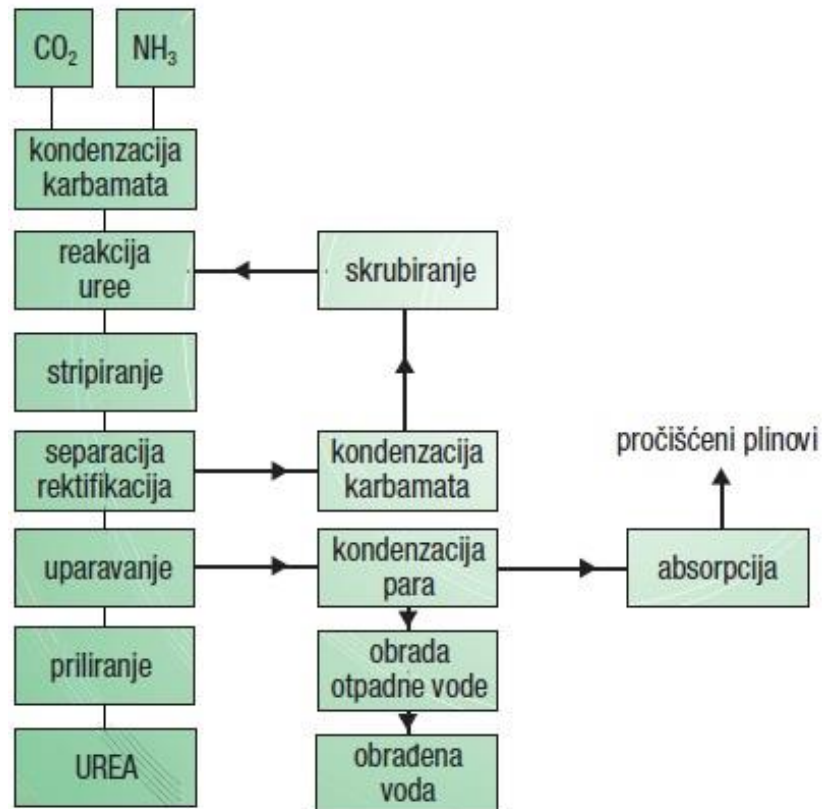 CO₂
NH₃
kondenzacija
karbamata
reakcija
uree
skrubiranje
stripiranje
separacija
rektifikacija
kondenzacija
karbamata
pročišćeni plinovi
uparavanje
kondenzacija
para
absorpcija
priliranje
obrada
otpadne vode
UREA
obrađena
voda